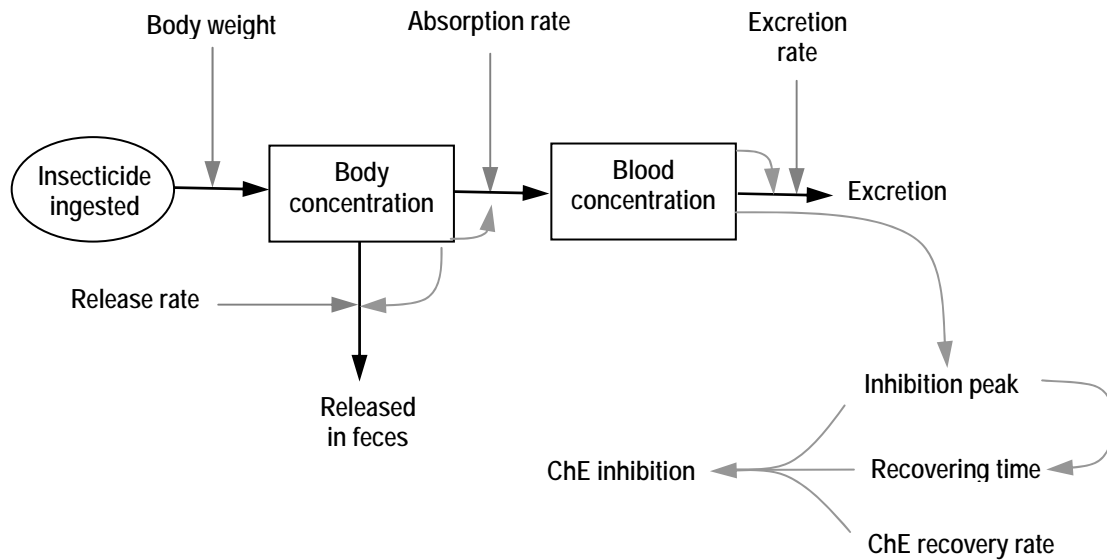 Body weight
Absorption rate
Excretion
rate
Insecticide
ingested
Body
concentration
Blood
concentration
Excretion
Release rate
Released
in feces
Inhibition peak
ChE inhibition
Recovering time
ChE recovery rate